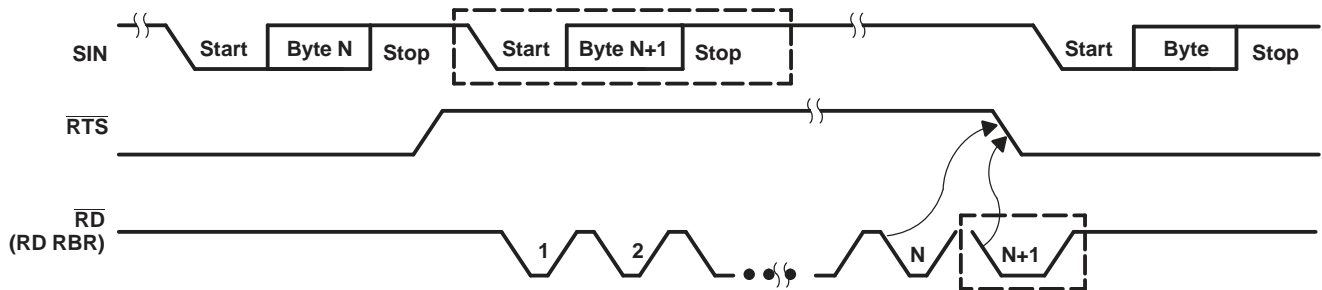 SIN Start Byte N Stop Start Byte N+1 Stop Start Byte Stop
RTS
RD
(RD RBR)
1 2 N N+1